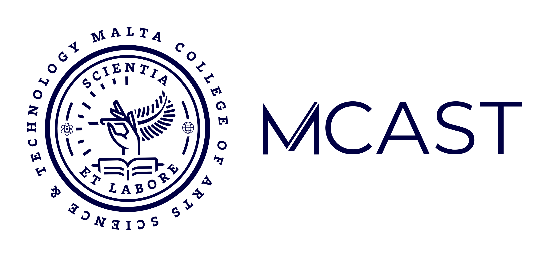 MALTA COLLEGE OF ARTS SCIENCE & TECHNOLOGY
SCIENTIA
ET LABORE
MCAST